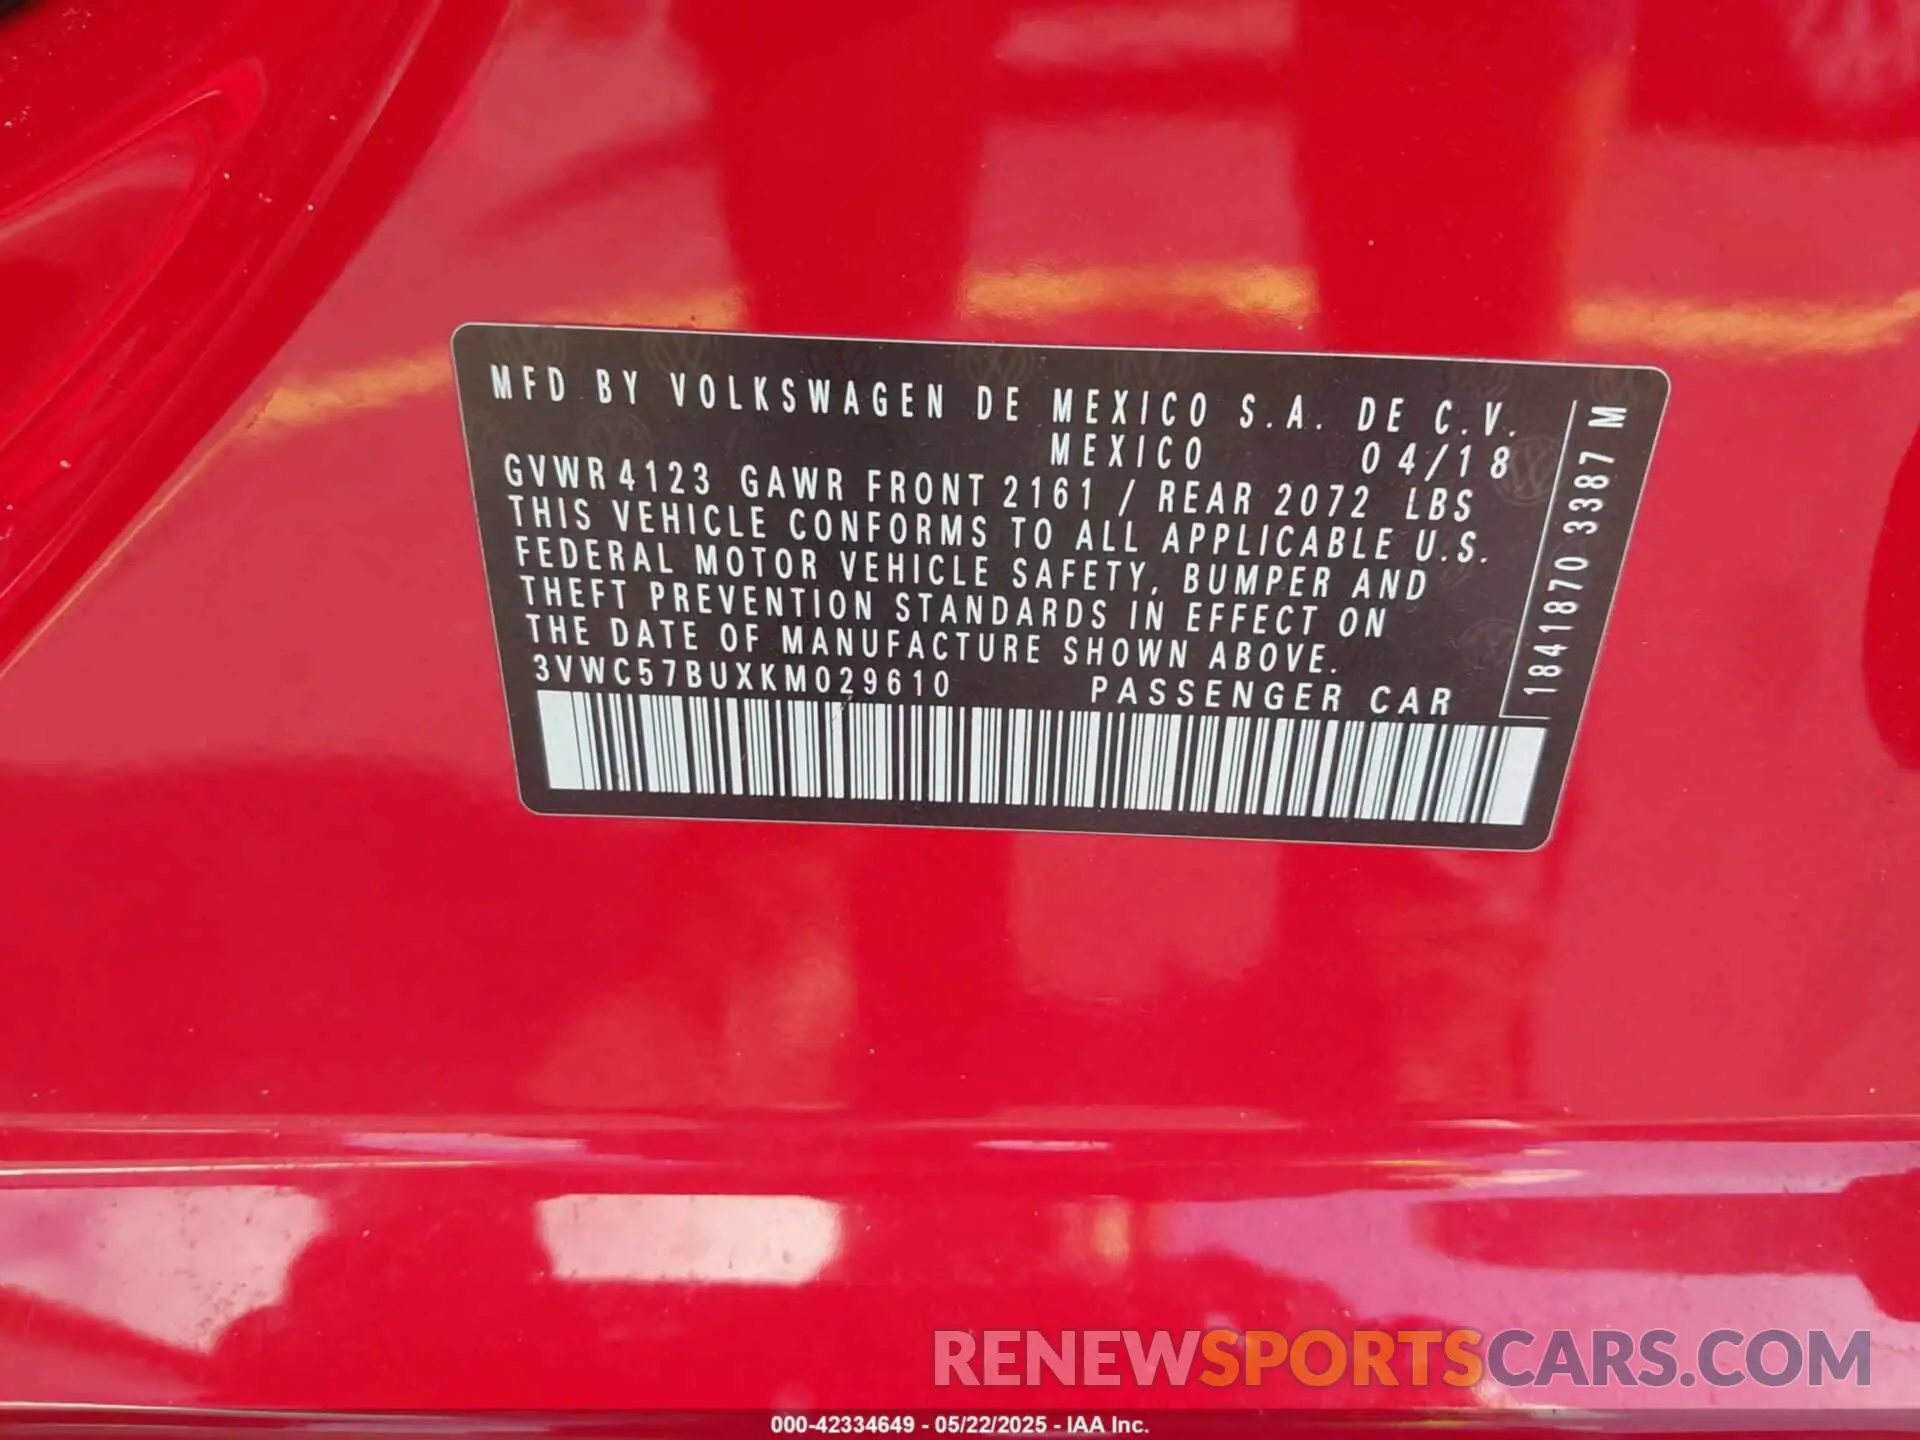 MFD BY VOLKSWAGEN DE MEXICO S.A. DE C.V.
MEXICO 04/18
GVWR 4123 GAWR FRONT 2161 / REAR 2072 LBS
THIS VEHICLE CONFORMS TO ALL APPLICABLE U.S.
FEDERAL MOTOR VEHICLE SAFETY, BUMPER AND
THEFT PREVENTION STANDARDS IN EFFECT ON
THE DATE OF MANUFACTURE SHOWN ABOVE.
3VWC57BUXKM029610 PASSENGER CAR
1841870 3387 M
RENEWSPORTSCARS.COM
000-42334649 - 05/22/2025 - IAA Inc.